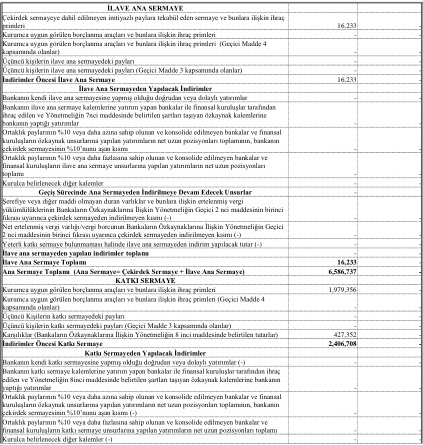 İLAVE ANA SERMAYE
Çekirdek sermayeye dahil edilmeyen imtiyazlı paylara tekabül eden sermaye ve bunlara ilişkin ihraç
primleri 16,233 -
Kurumca uygun görülen borçlanma araçları ve bunlara ilişkin ihraç primleri - -
Kurumca uygun görülen borçlanma araçları ve bunlara ilişkin ihraç primleri (Geçici Madde 4
kapsamında olanlar) - -
Üçüncü kişilerin ilave ana sermayedeki payları - -
Üçüncü kişilerin ilave ana sermayedeki payları (Geçici Madde 3 kapsamında olanlar) - -
İndirimler Öncesi İlave Ana Sermaye 16,233 -
İlave Ana Sermayeden Yapılacak İndirimler
Bankanın kendi ilave ana sermayesine yapmış olduğu doğrudan veya dolaylı yatırımlar - -
Bankanın ilave ana sermaye kalemlerine yatırım yapan bankalar ile finansal kuruluşlar tarafından
ihraç edilen ve Yönetmeliğin 7nci maddesinde belirtilen şartları taşıyan özkaynak kalemlerine
bankanın yaptığı yatırımlar - -
Ortaklık paylarının %10 veya daha azına sahip olunan ve konsolide edilmeyen bankalar ve finansal
kuruluşların özkaynak unsurlarına yapılan yatırımların net uzun pozisyonları toplamının, bankanın
çekirdek sermayesinin %10'nunu aşan kısmı - -
Ortaklık paylarının %10 veya daha fazlasına sahip olunan ve konsolide edilmeyen bankalar ve
finansal kuruluşların ilave ana sermaye unsurlarına yapılan yatırımların net uzun pozisyonları
toplamı - -
Kurulca belirlenecek diğer kalemler - -
Geçiş Sürecinde Ana Sermayeden İndirilmeye Devam Edecek Unsurlar
Şerefiye veya diğer maddi olmayan duran varlıklar ve bunlara ilişkin ertelenmiş vergi
yükümlülüklerinin Bankaların Özkaynaklarına İlişkin Yönetmeliğin Geçici 2 nci maddesinin birinci
fıkrası uyarınca çekirdek sermayeden indirilmeyen kısmı (-) - -
Net ertelenmiş vergi varlığı/vergi borcunun Bankaların Özkaynaklarına İlişkin Yönetmeliğin Geçici
2 nci maddesinin birinci fıkrası uyarınca çekirdek sermayeden indirilmeyen kısmı (-) - -
Yeterli katkı sermaye bulunmaması halinde ilave ana sermayeden indirim yapılacak tutar (-) - -
İlave ana sermayeden yapılan indirimler toplamı - -
İlave Ana Sermaye Toplamı 16,233 -
Ana Sermaye Toplamı (Ana Sermaye= Çekirdek Sermaye + İlave Ana Sermaye) 6,586,737 -
KATKI SERMAYE
Kurumca uygun görülen borçlanma araçları ve bunlara ilişkin ihraç primleri 1,979,356 -
Kurumca uygun görülen borçlanma araçları ve bunlara ilişkin ihraç primleri (Geçici Madde 4
kapsamında olanlar) - -
Üçüncü Kişilerin katkı sermayedeki payları - -
Üçüncü kişilerin katkı sermayedeki payları (Geçici Madde 3 kapsamında olanlar) - -
Karşılıklar (Bankaların Özkaynaklarına İlişkin Yönetmeliğin 8 inci maddesinde belirtilen tutarlar) 427,352 -
İndirimler Öncesi Katkı Sermaye 2,406,708 -
Katkı Sermayeden Yapılacak İndirimler
Bankanın kendi katkı sermayesine yapmış olduğu doğrudan veya dolaylı yatırımlar (-) - -
Bankanın katkı sermaye kalemlerine yatırım yapan bankalar ile finansal kuruluşlar tarafından ihraç
edilen ve Yönetmeliğin 8inci maddesinde belirtilen şartları taşıyan özkaynak kalemlerine bankanın
yaptığı yatırımlar - -
Ortaklık paylarının %10 veya daha azına sahip olunan ve konsolide edilmeyen bankalar ve finansal
kuruluşların özkaynak unsurlarına yapılan yatırımların net uzun pozisyonları toplamının, bankanın
çekirdek sermayesinin %10'nunu aşan kısmı (-) - -
Ortaklık paylarının %10 veya daha fazlasına sahip olunan ve konsolide edilmeyen bankalar ve
finansal kuruluşların katkı sermaye unsurlarına yapılan yatırımların net uzun pozisyonları toplamı - -
Kurulca belirlenecek diğer kalemler (-) - -